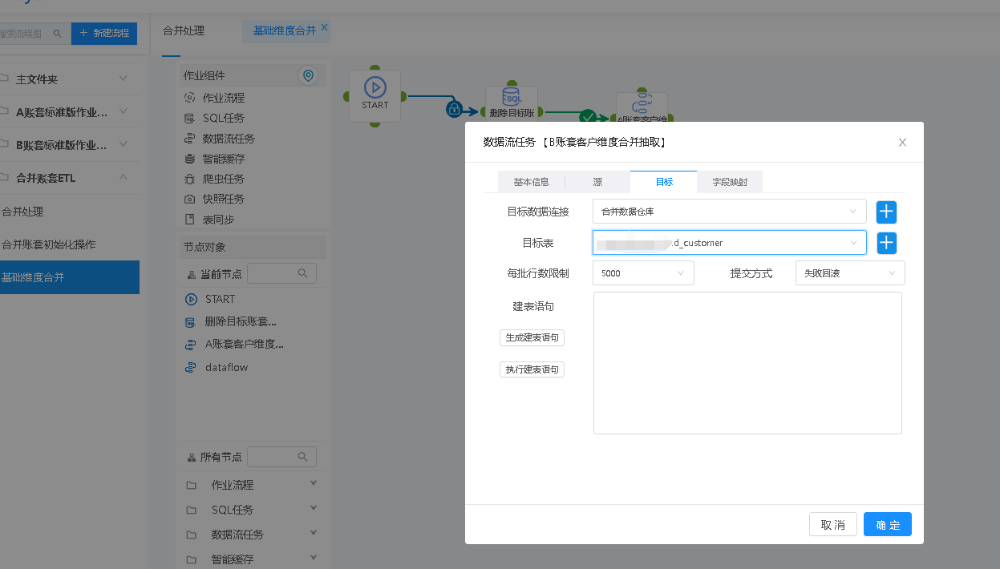 搜索流程图
+ 新建流程
合并处理
基础维度合并 X
主文件夹
A账套标准版作业...
B账套标准版作业...
合并账套ETL
合并处理
合并账套初始化操作
基础维度合并
作业组件
作业流程
SQL任务
数据流任务
智能缓存
爬虫任务
快照任务
表同步
节点对象
当前节点
START
删除目标账套...
A账套客户维度...
dataflow
所有节点
作业流程
SQL任务
数据流任务
智能缓存
START
SQL
删除目标账
A账套客户维
数据流任务 【B账套客户维度合并抽取】
基本信息
源
目标
字段映射
目标数据连接
合并数据仓库
目标表
.d_customer
每批行数限制
5000
提交方式
失败回滚
建表语句
生成建表语句
执行建表语句
取 消
确 定